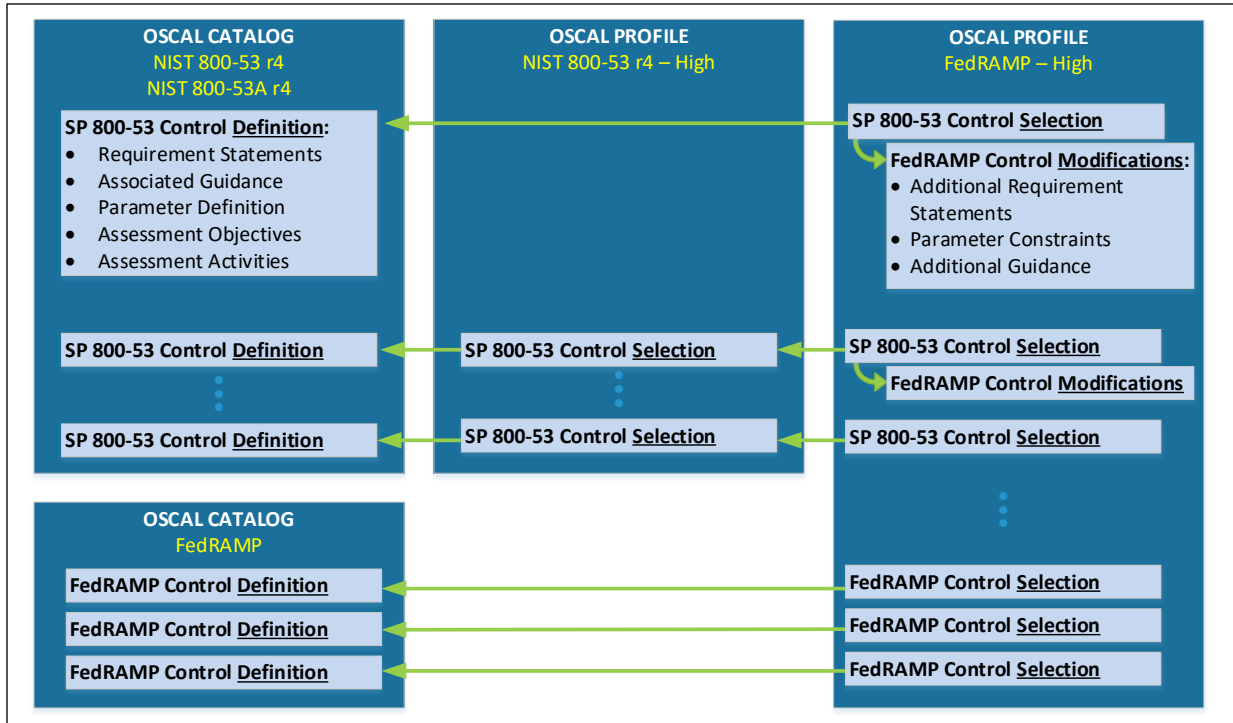 OSCAL CATALOG
NIST 800-53 r4
NIST 800-53A r4
SP 800-53 Control Definition:
• Requirement Statements
• Associated Guidance
• Parameter Definition
• Assessment Objectives
• Assessment Activities
SP 800-53 Control Definition
SP 800-53 Control Definition
OSCAL PROFILE
NIST 800-53 r4 – High
SP 800-53 Control Selection
SP 800-53 Control Selection
OSCAL PROFILE
FedRAMP – High
SP 800-53 Control Selection
FedRAMP Control Modifications:
• Additional Requirement
Statements
• Parameter Constraints
• Additional Guidance
SP 800-53 Control Selection
FedRAMP Control Modifications
SP 800-53 Control Selection
FedRAMP Control Selection
FedRAMP Control Selection
FedRAMP Control Selection
OSCAL CATALOG
FedRAMP
FedRAMP Control Definition
FedRAMP Control Definition
FedRAMP Control Definition